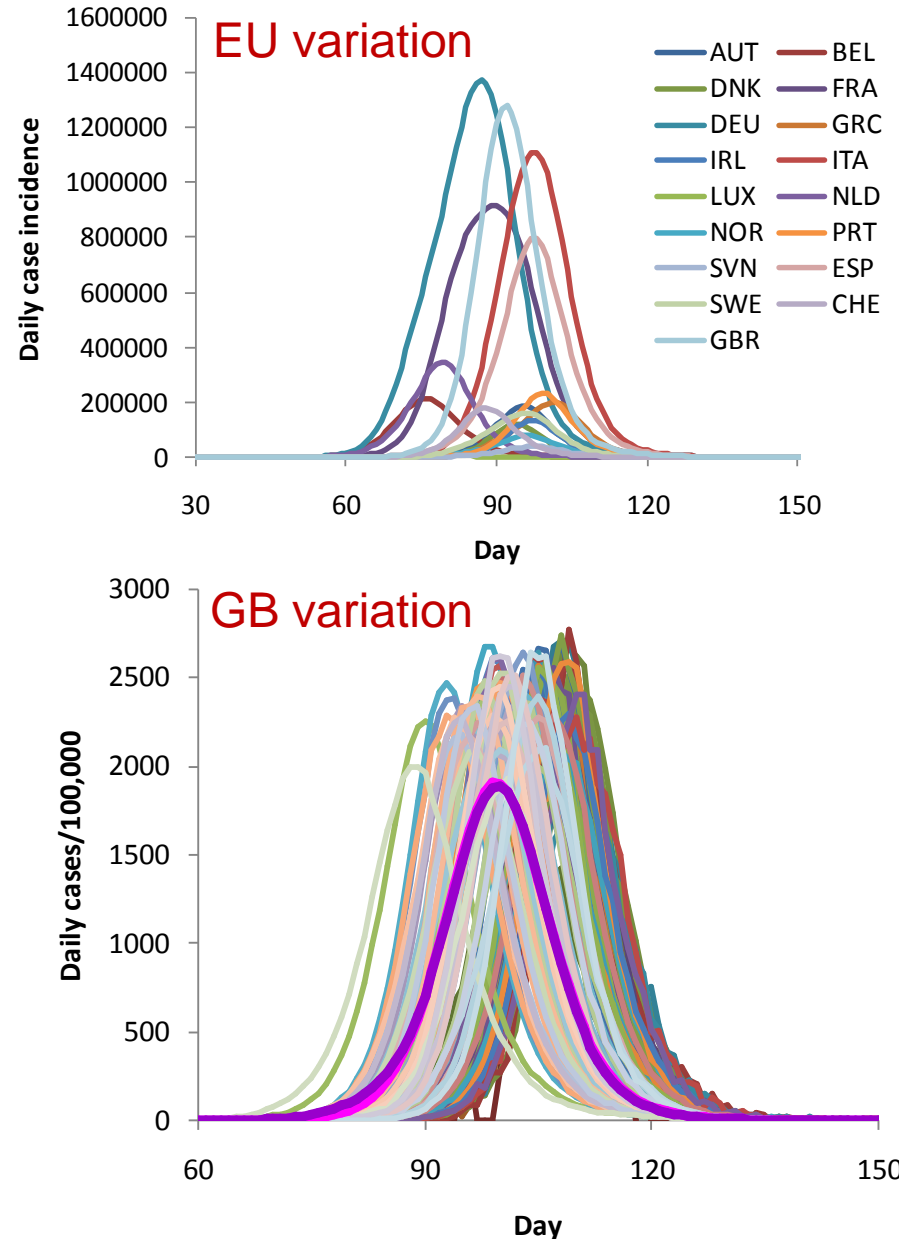 EU variation
Daily case incidence
1600000
1400000
1200000
1000000
800000
600000
400000
200000
0
30 60 90 120 150
Day
AUT BEL
DNK FRA
DEU GRC
IRL ITA
LUX NLD
NOR PRT
SVN ESP
SWE CHE
GBR
GB variation
Daily cases/100,000
3000
2500
2000
1500
1000
500
0
60 90 120 150
Day